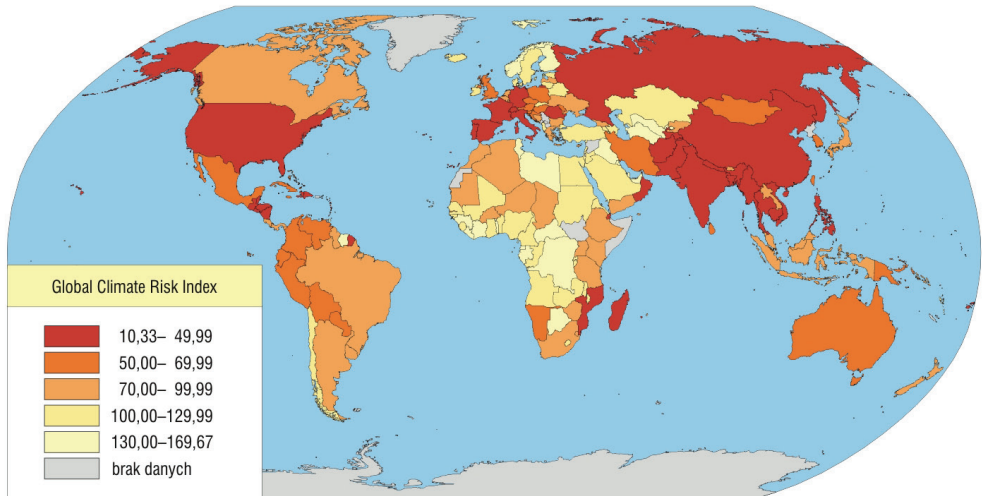 Global Climate Risk Index
10,33– 49,99
50,00– 69,99
70,00– 99,99
100,00–129,99
130,00–169,67
brak danych